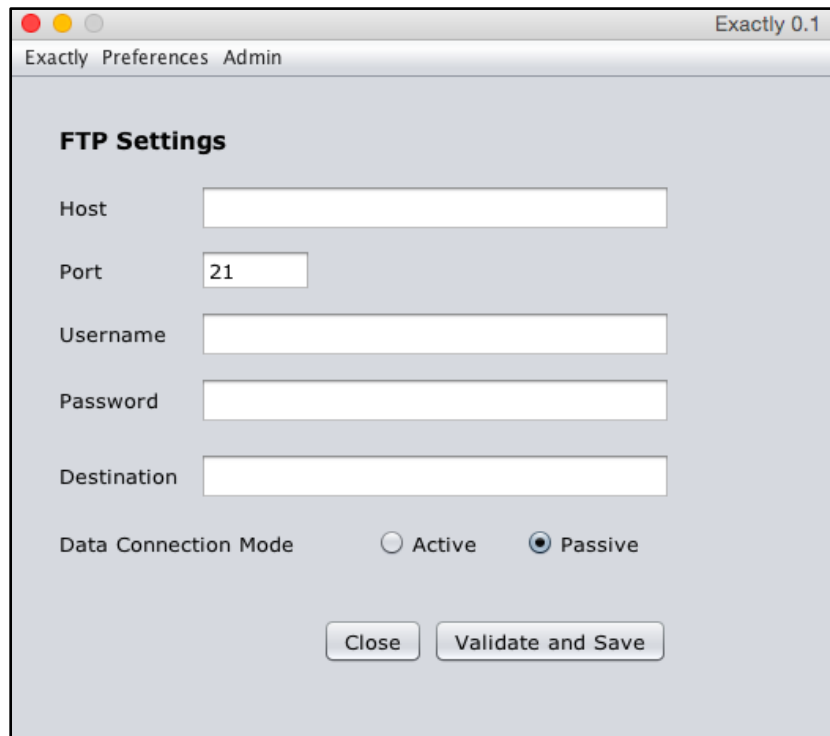 Exactly 0.1
Exactly Preferences Admin
FTP Settings
Host
Port 21
Username
Password
Destination
Data Connection Mode Active Passive
Close Validate and Save